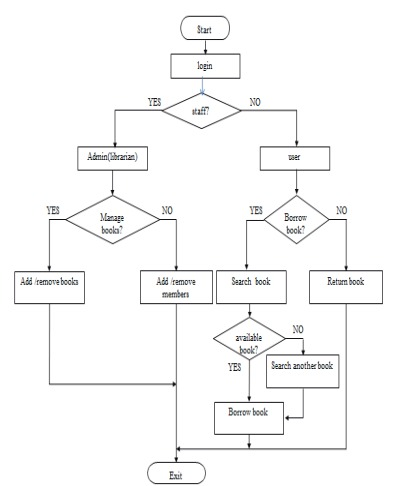 Start
login
YES
NO
staff?
Admin(librarian)
user
YES
NO
YES
NO
Manage
books?
Borrow
book?
Add /remove books
Add /remove
members
Search book
Return book
available
book?
NO
YES
Search another book
Borrow book
Exit